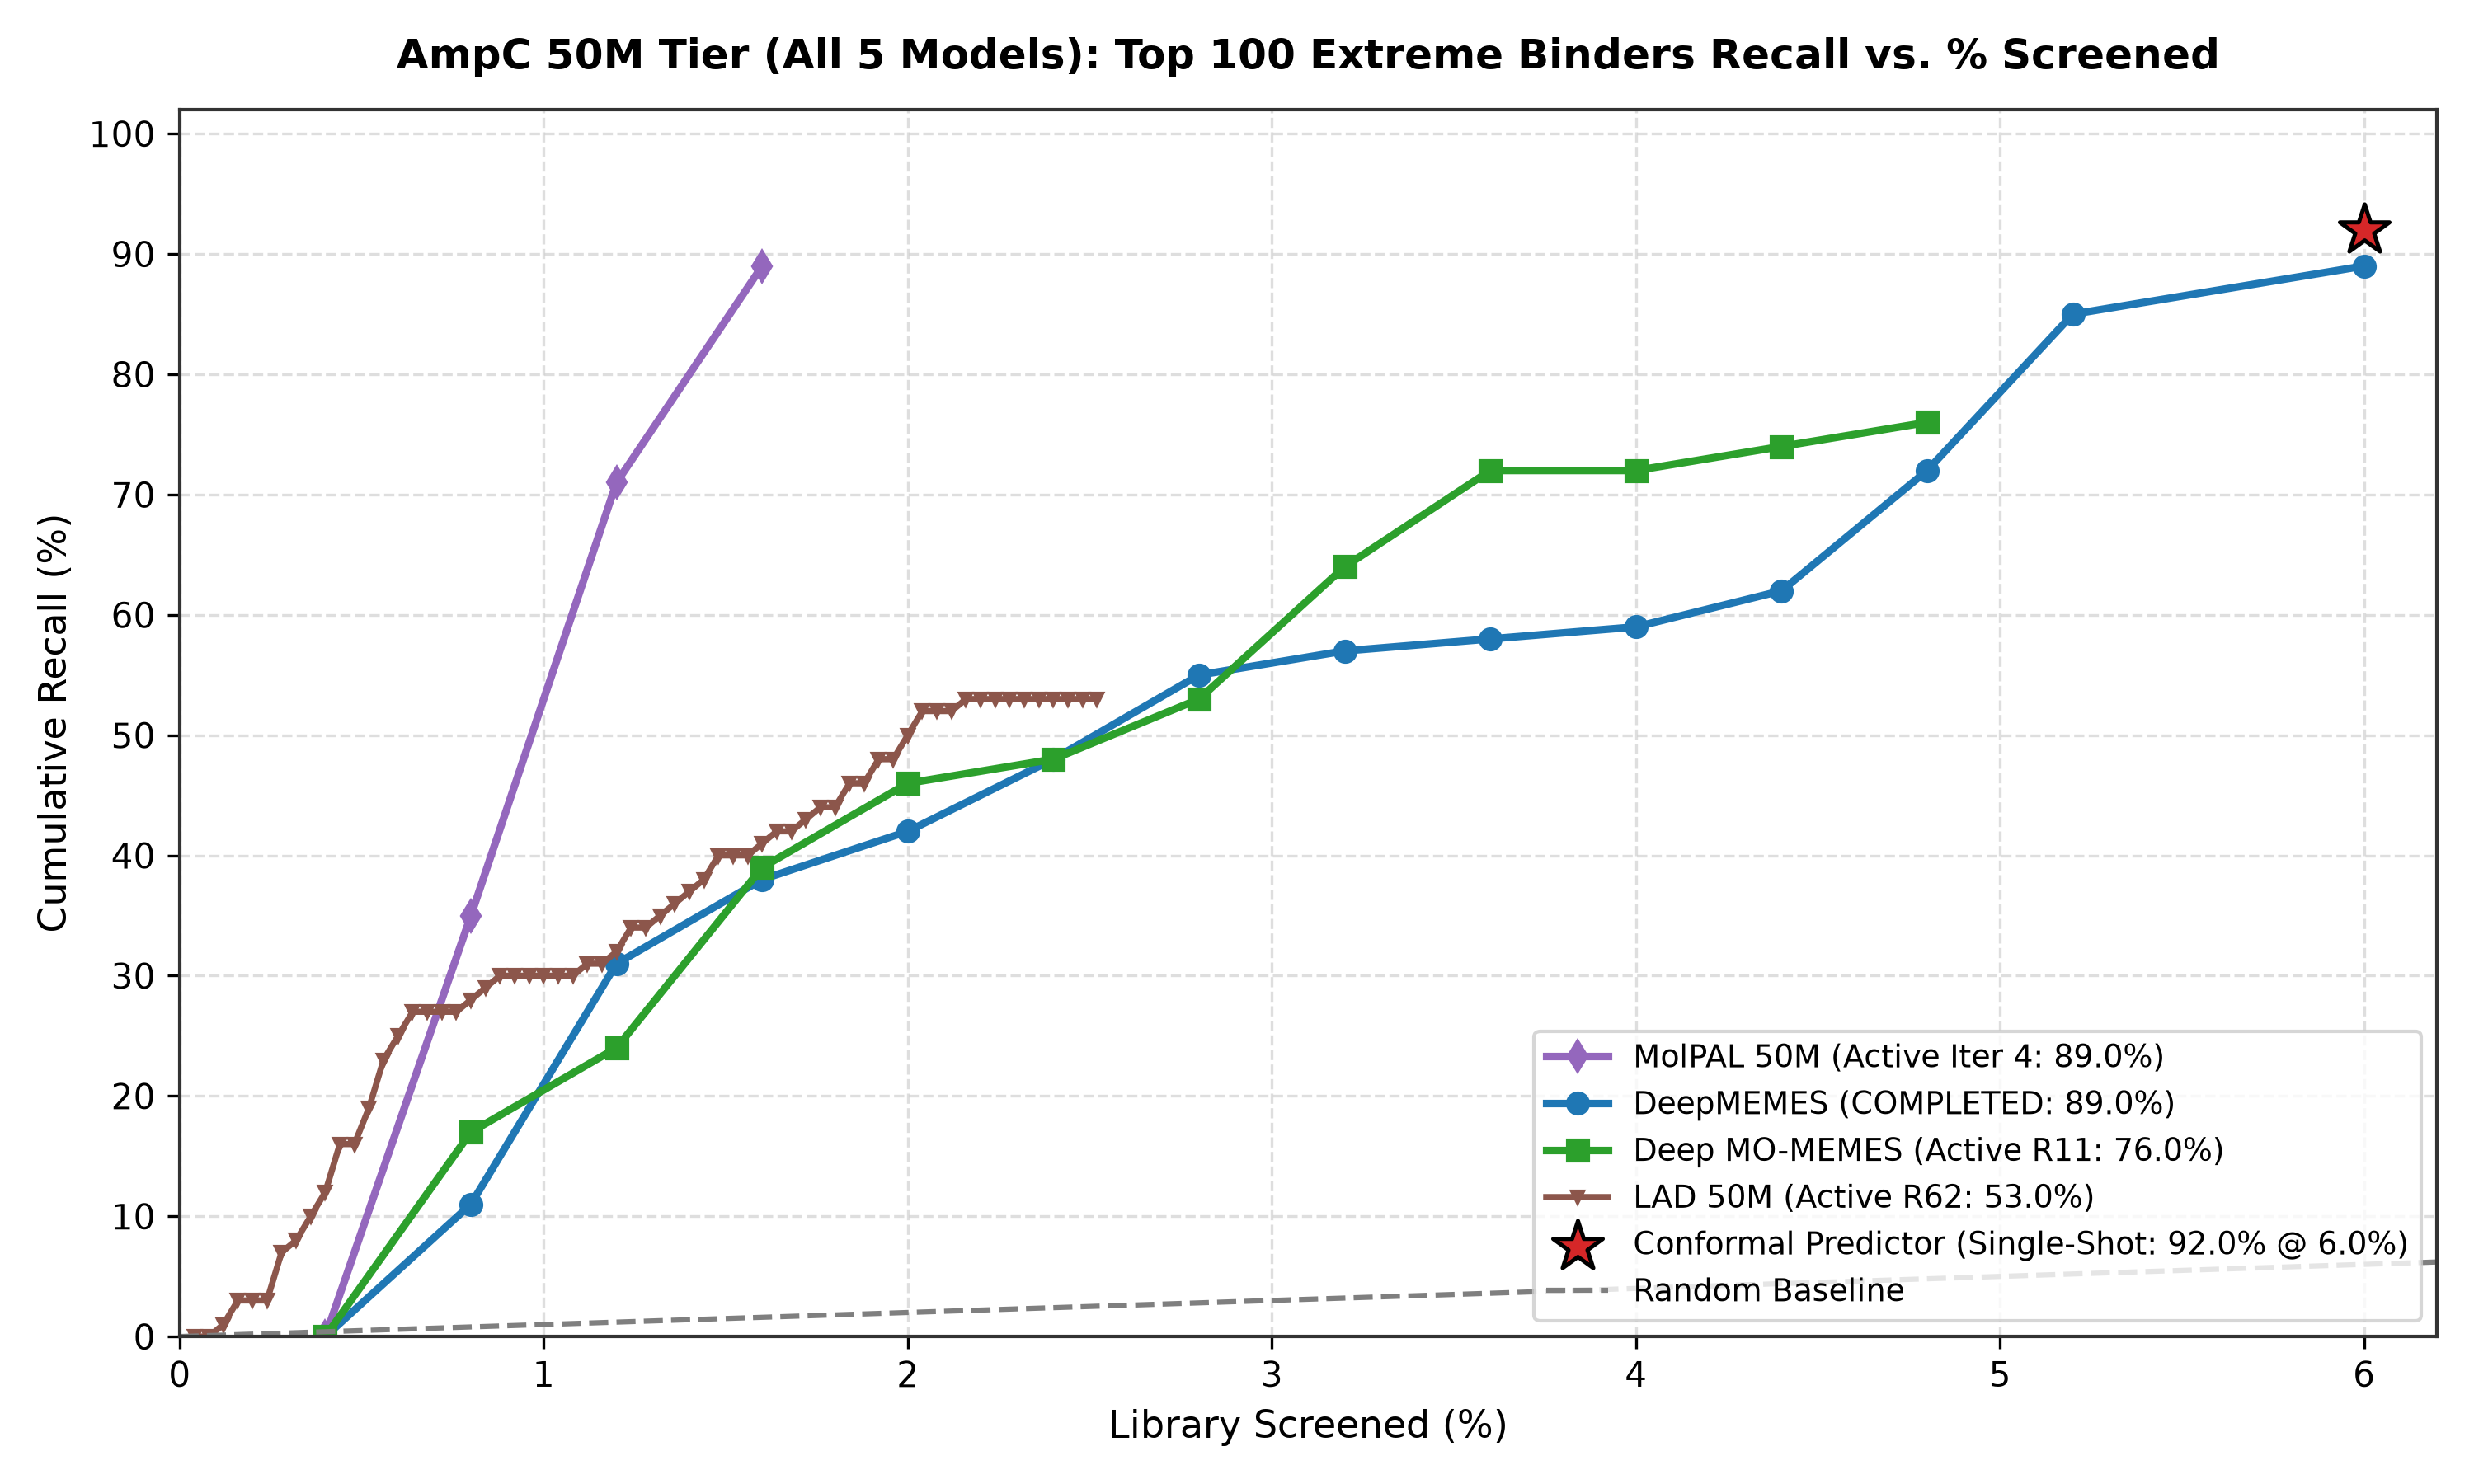 AmpC 50M Tier (All 5 Models): Top 100 Extreme Binders Recall vs. % Screened
100
90
80
70
60
50
40
30
20
10
0
Cumulative Recall (%)
MolPAL 50M (Active Iter 4: 89.0%)
DeepMEMES (COMPLETED: 89.0%)
Deep MO-MEMES (Active R11: 76.0%)
LAD 50M (Active R62: 53.0%)
Conformal Predictor (Single-Shot: 92.0% @ 6.0%)
Random Baseline
0 1 2 3 4 5 6
Library Screened (%)